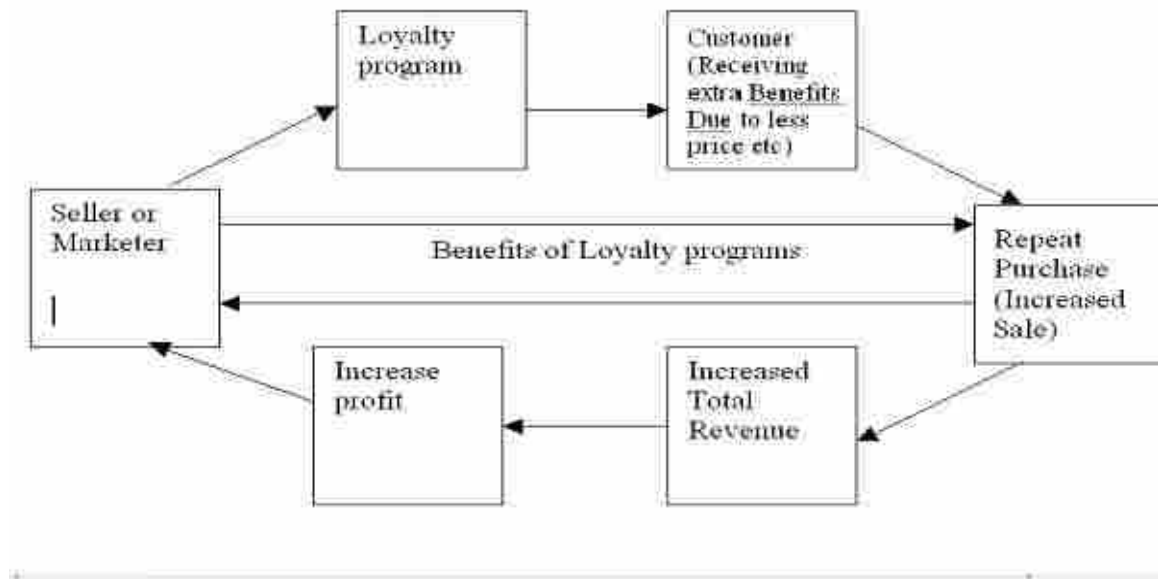 Loyalty
program
Customer
(Receiving
extra Benefits
Due to less
price etc)
Seller or
Marketer
Benefits of Loyalty programs
Repeat
Purchase
(Increased
Sale)
Increase
profit
Increased
Total
Revenue